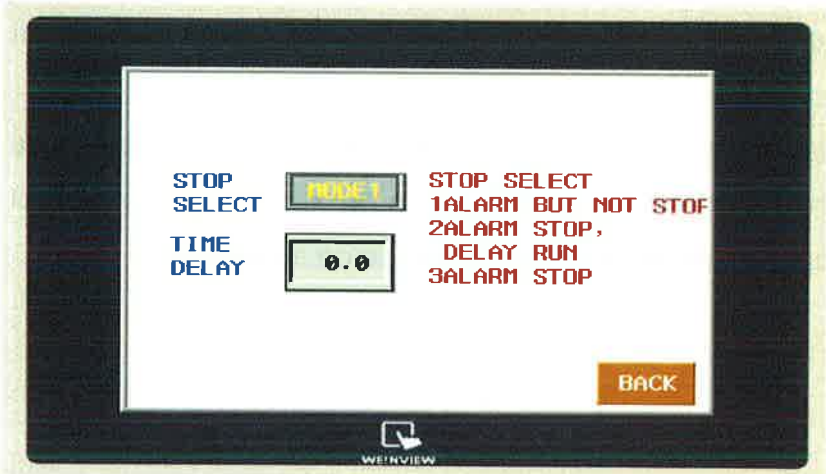 STOP
SELECT
MODE1
TIME
DELAY
0.0
STOP SELECT
1ALARM BUT NOT STOP
2ALARM STOP,
DELAY RUN
3ALARM STOP
BACK
WEINVIEW